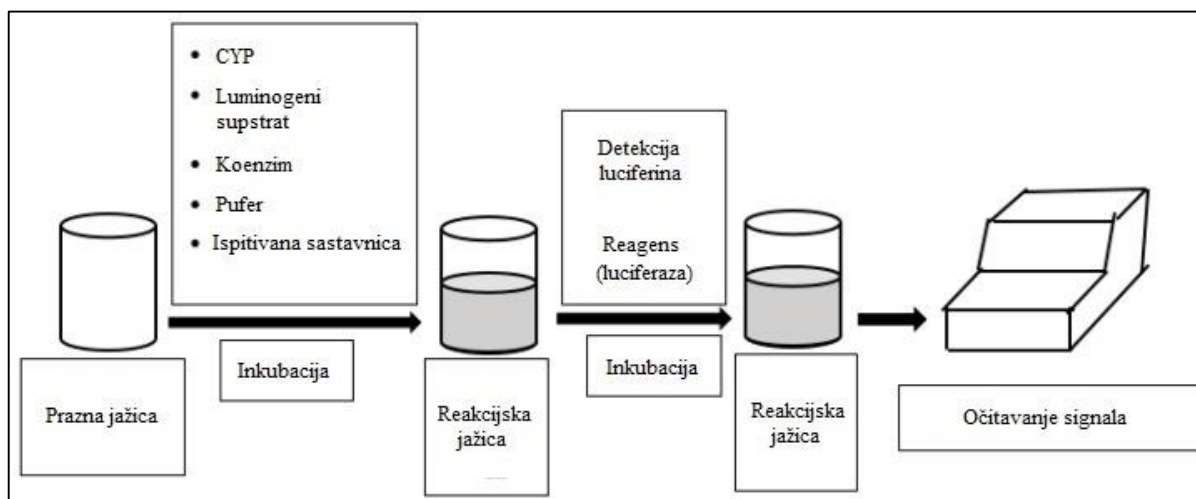 CYP
Luminogeni
supstrat
Koenzim
Pufer
Ispitivana sastavnica
Inkubacija
Prazna jažica
Reakcijska
jažica
Detekcija
luciferina
Reagens
(luciferaza)
Inkubacija
Reakcijska
jažica
Očitavanje signala